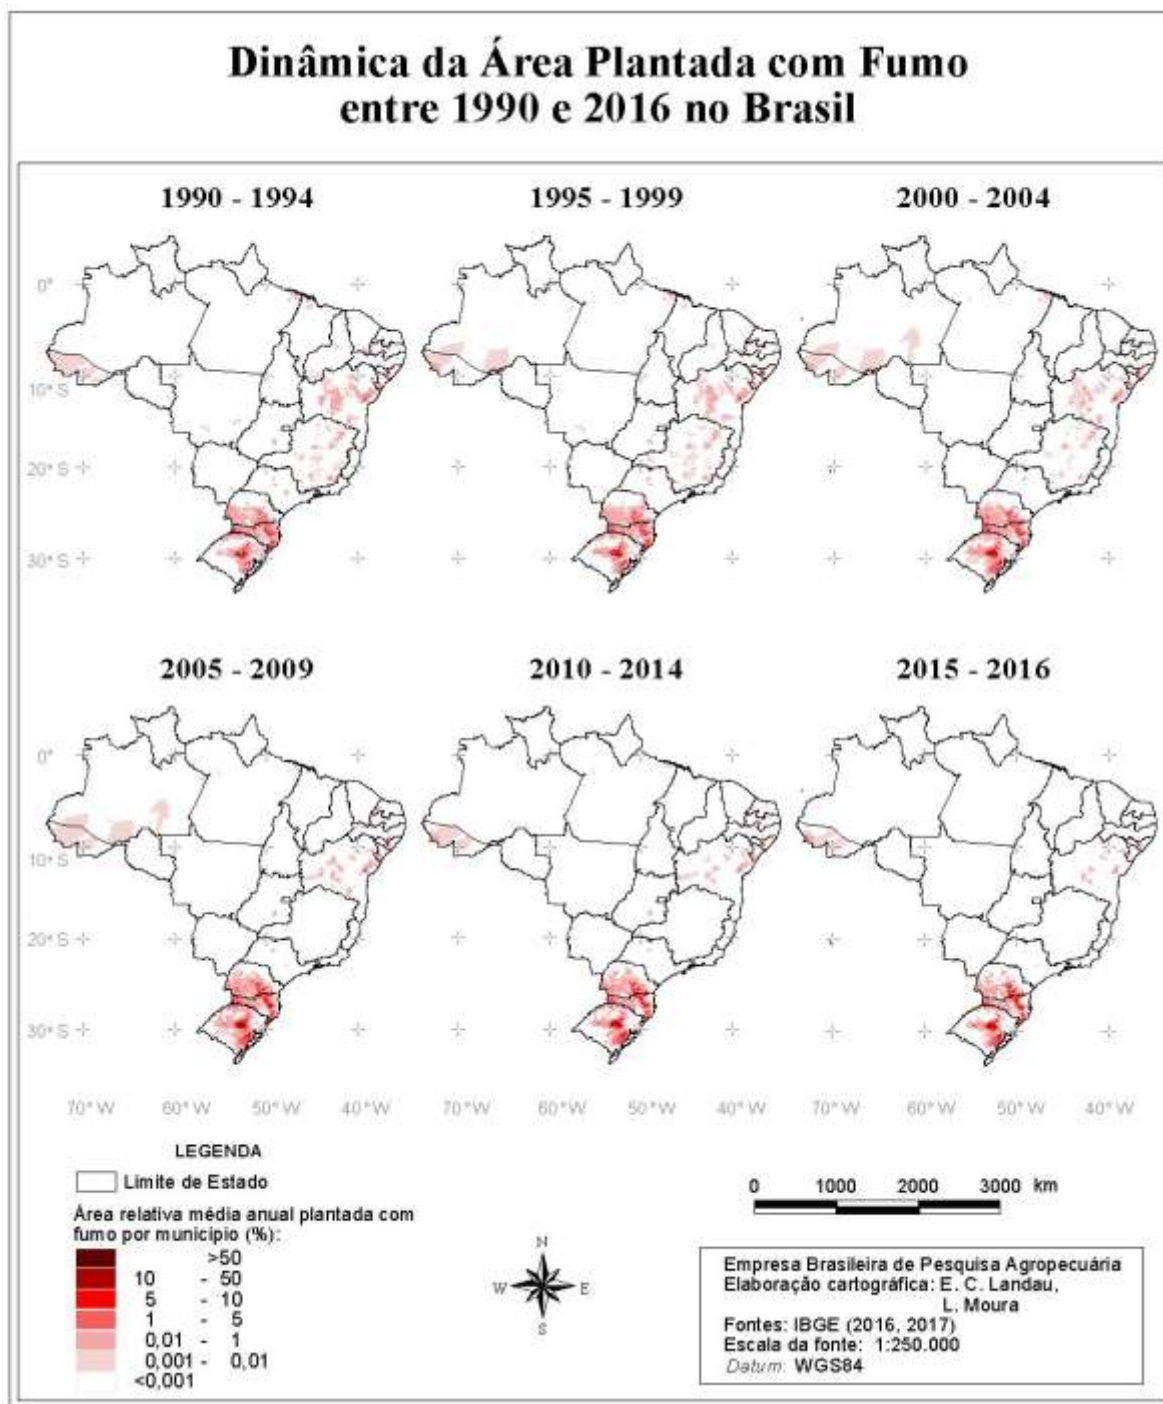 Dinâmica da Área Plantada com Fumo
entre 1990 e 2016 no Brasil
1990 - 1994
1995 - 1999
2000 - 2004
0°
10° S
20° S
30° S
2005 - 2009
2010 - 2014
2015 - 2016
0°
10° S
20° S
30° S
70° W 60° W 50° W 40° W 70° W 60° W 50° W 40° W 70° W 60° W 50° W 40° W
LEGENDA
Limite de Estado
Área relativa média anual plantada com
fumo por município (%):
>50
10 - 50
5 - 10
1 - 5
0,01 - 1
0,001 - 0,01
<0,001
N
W E
S
0 1000 2000 3000 km
Empresa Brasileira de Pesquisa Agropecuária
Elaboração cartográfica: E. C. Landau,
L. Moura
Fontes: IBGE (2016, 2017)
Escala da fonte: 1:250.000
Datum: WGS84